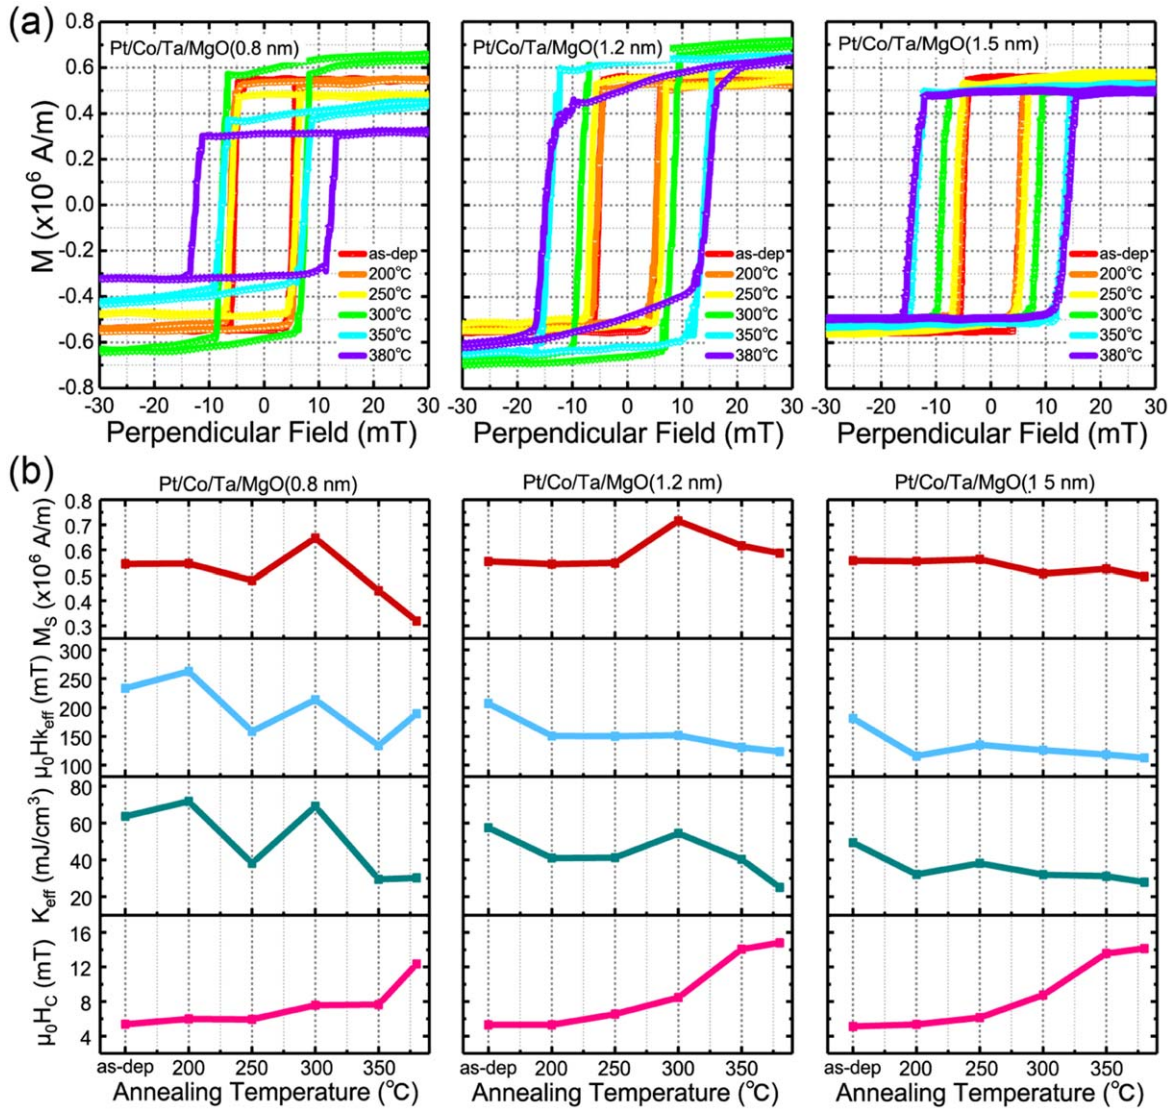 (a)
Pt/Co/Ta/MgO(0.8 nm)
Pt/Co/Ta/MgO(1.2 nm)
Pt/Co/Ta/MgO(1.5 nm)
M (x10⁶ A/m)
0.8
0.6
0.4
0.2
0.0
-0.2
-0.4
-0.6
-0.8
as-dep
200°C
250°C
300°C
350°C
380°C
as-dep
200°C
250°C
300°C
350°C
380°C
as-dep
200°C
250°C
300°C
350°C
380°C
-30 -20 -10 0 10 20 30
-30 -20 -10 0 10 20 30
-30 -20 -10 0 10 20 30
Perpendicular Field (mT)
Perpendicular Field (mT)
Perpendicular Field (mT)
(b)
Pt/Co/Ta/MgO(0.8 nm)
Pt/Co/Ta/MgO(1.2 nm)
Pt/Co/Ta/MgO(1 5 nm)
M_S (x10⁶ A/m)
0.8
0.7
0.6
0.5
0.4
0.3
μ₀Hk_eff (mT)
300
250
200
150
100
K_eff (mJ/cm³)
80
60
40
20
μ₀H_C (mT)
16
12
8
4
as-dep 200 250 300 350
as-dep 200 250 300 350
as-dep 200 250 300 350
Annealing Temperature (°C)
Annealing Temperature (°C)
Annealing Temperature (°C)